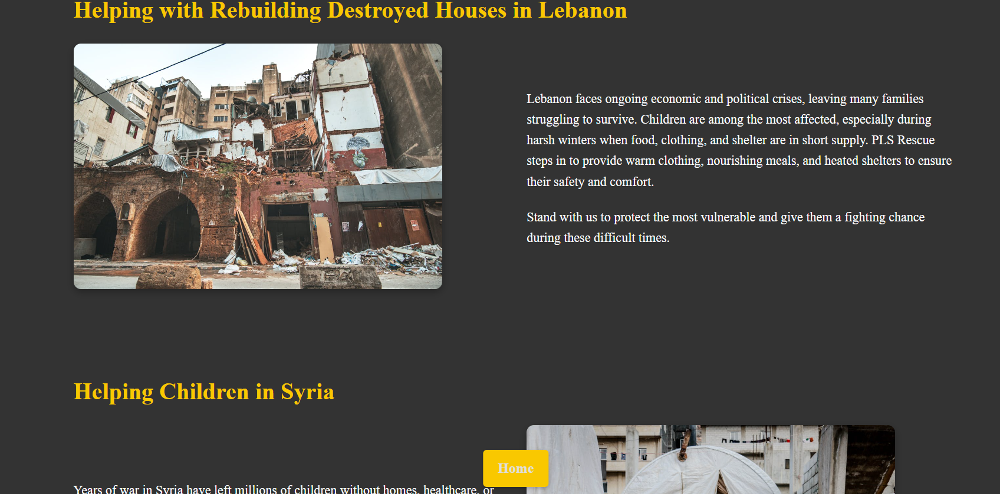 Helping with Rebuilding Destroyed Houses in Lebanon
Lebanon faces ongoing economic and political crises, leaving many families
struggling to survive. Children are among the most affected, especially during
harsh winters when food, clothing, and shelter are in short supply. PLS Rescue
steps in to provide warm clothing, nourishing meals, and heated shelters to ensure
their safety and comfort.
Stand with us to protect the most vulnerable and give them a fighting chance
during these difficult times.
Helping Children in Syria
Home
Years of war in Syria have left millions of children without homes, healthcare, or